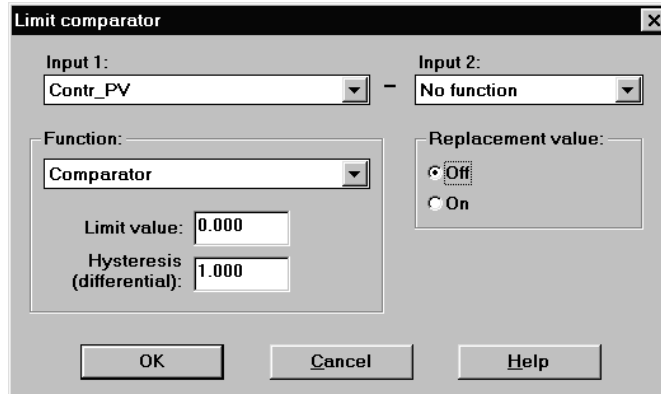 Limit comparator
Input 1:
Input 2:
Contr_PV
–
No function
Function:
Replacement value:
Comparator
Off
On
Limit value: 0.000
Hysteresis
(differential): 1.000
OK
Cancel
Help